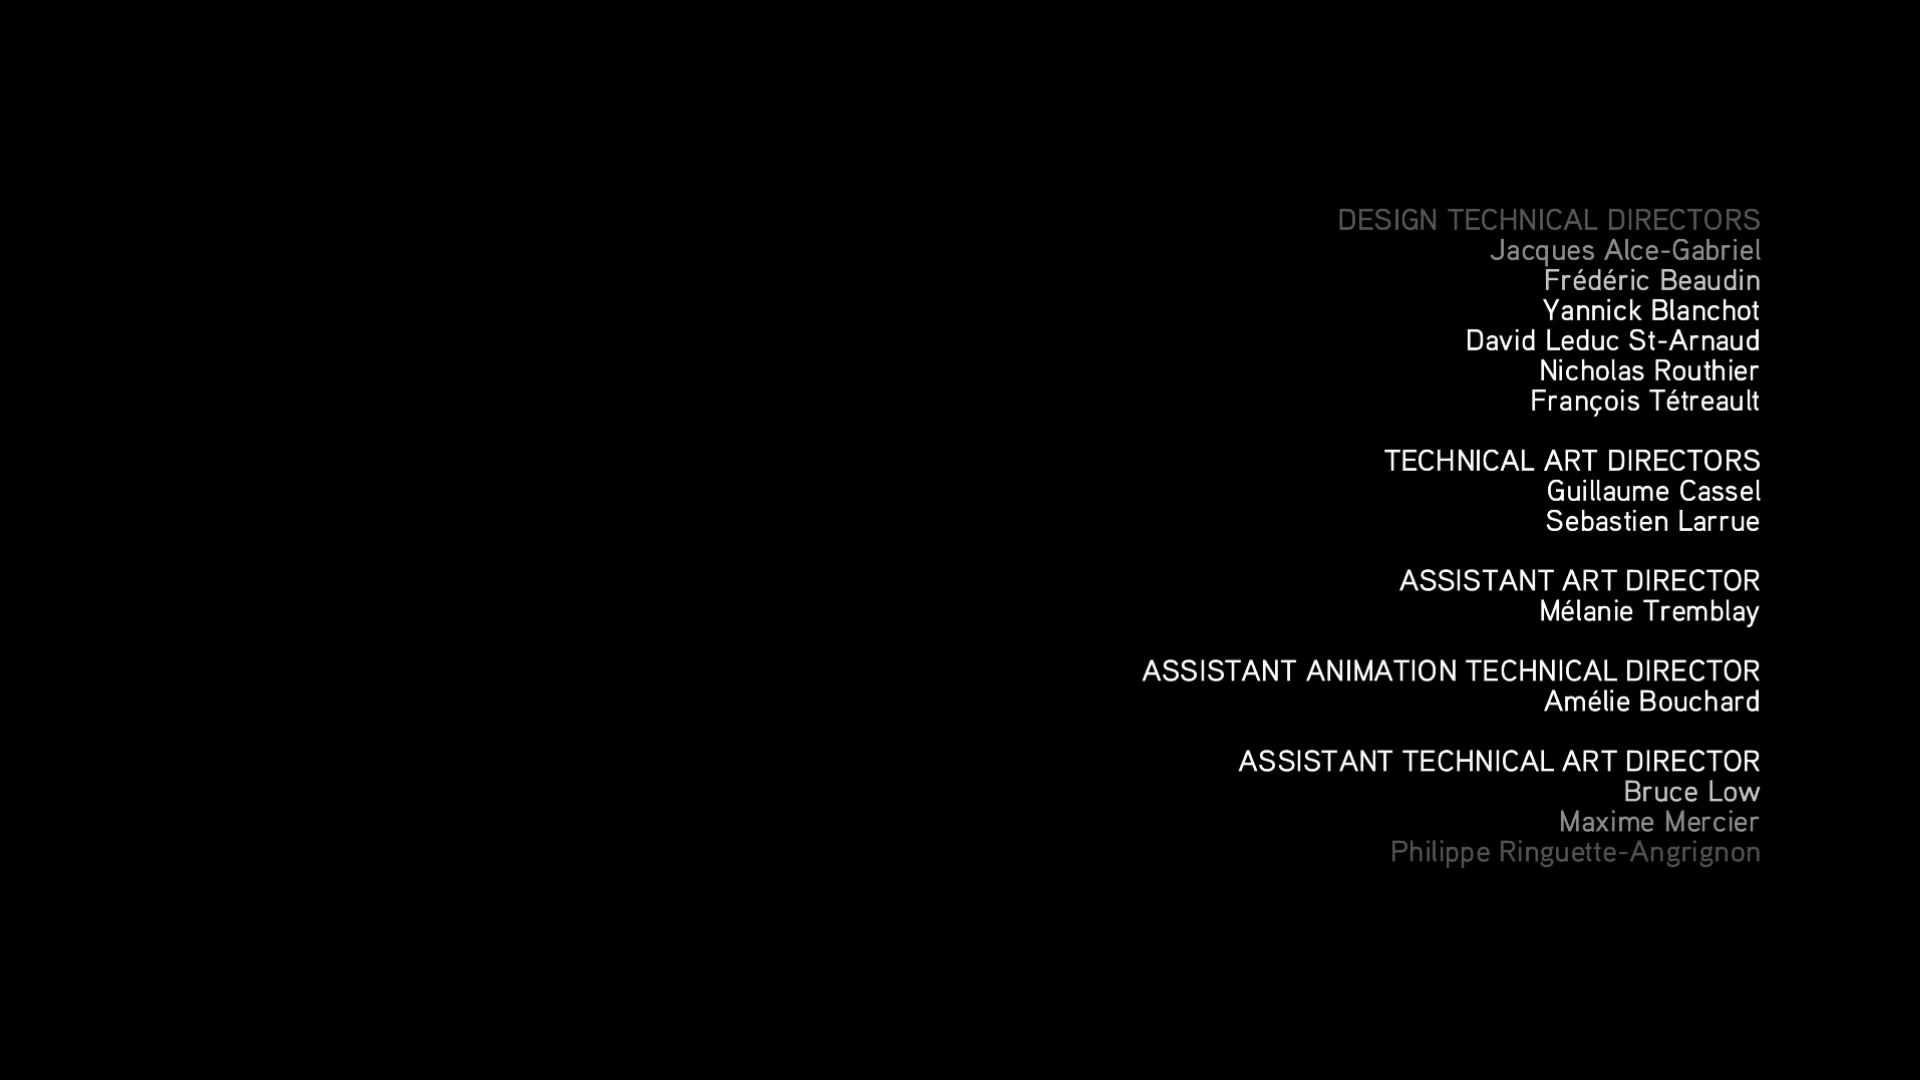 DESIGN TECHNICAL DIRECTORS
Jacques Alce-Gabriel
Frédéric Beaudin
Yannick Blanchot
David Leduc St-Arnaud
Nicholas Routhier
François Tétreault
TECHNICAL ART DIRECTORS
Guillaume Cassel
Sebastien Larrue
ASSISTANT ART DIRECTOR
Mélanie Tremblay
ASSISTANT ANIMATION TECHNICAL DIRECTOR
Amélie Bouchard
ASSISTANT TECHNICAL ART DIRECTOR
Bruce Low
Maxime Mercier
Philippe Ringuette-Angrignon